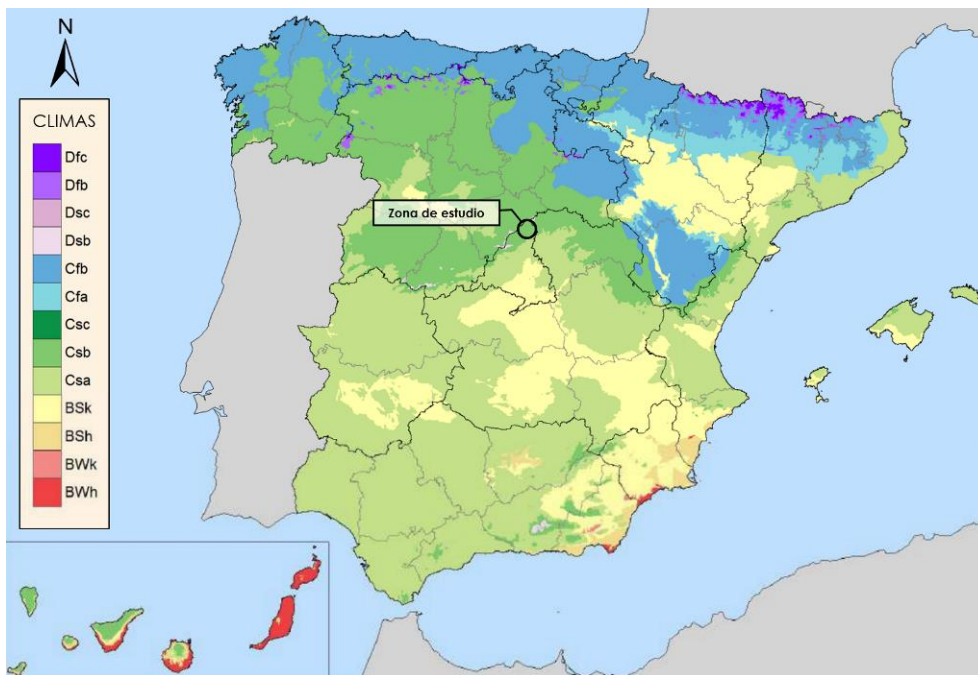 N
CLIMAS
Dfc
Dfb
Dsc
Dsb
Cfb
Cfa
Csc
Csb
Csa
BSk
BSh
BWk
BWh
Zona de estudio